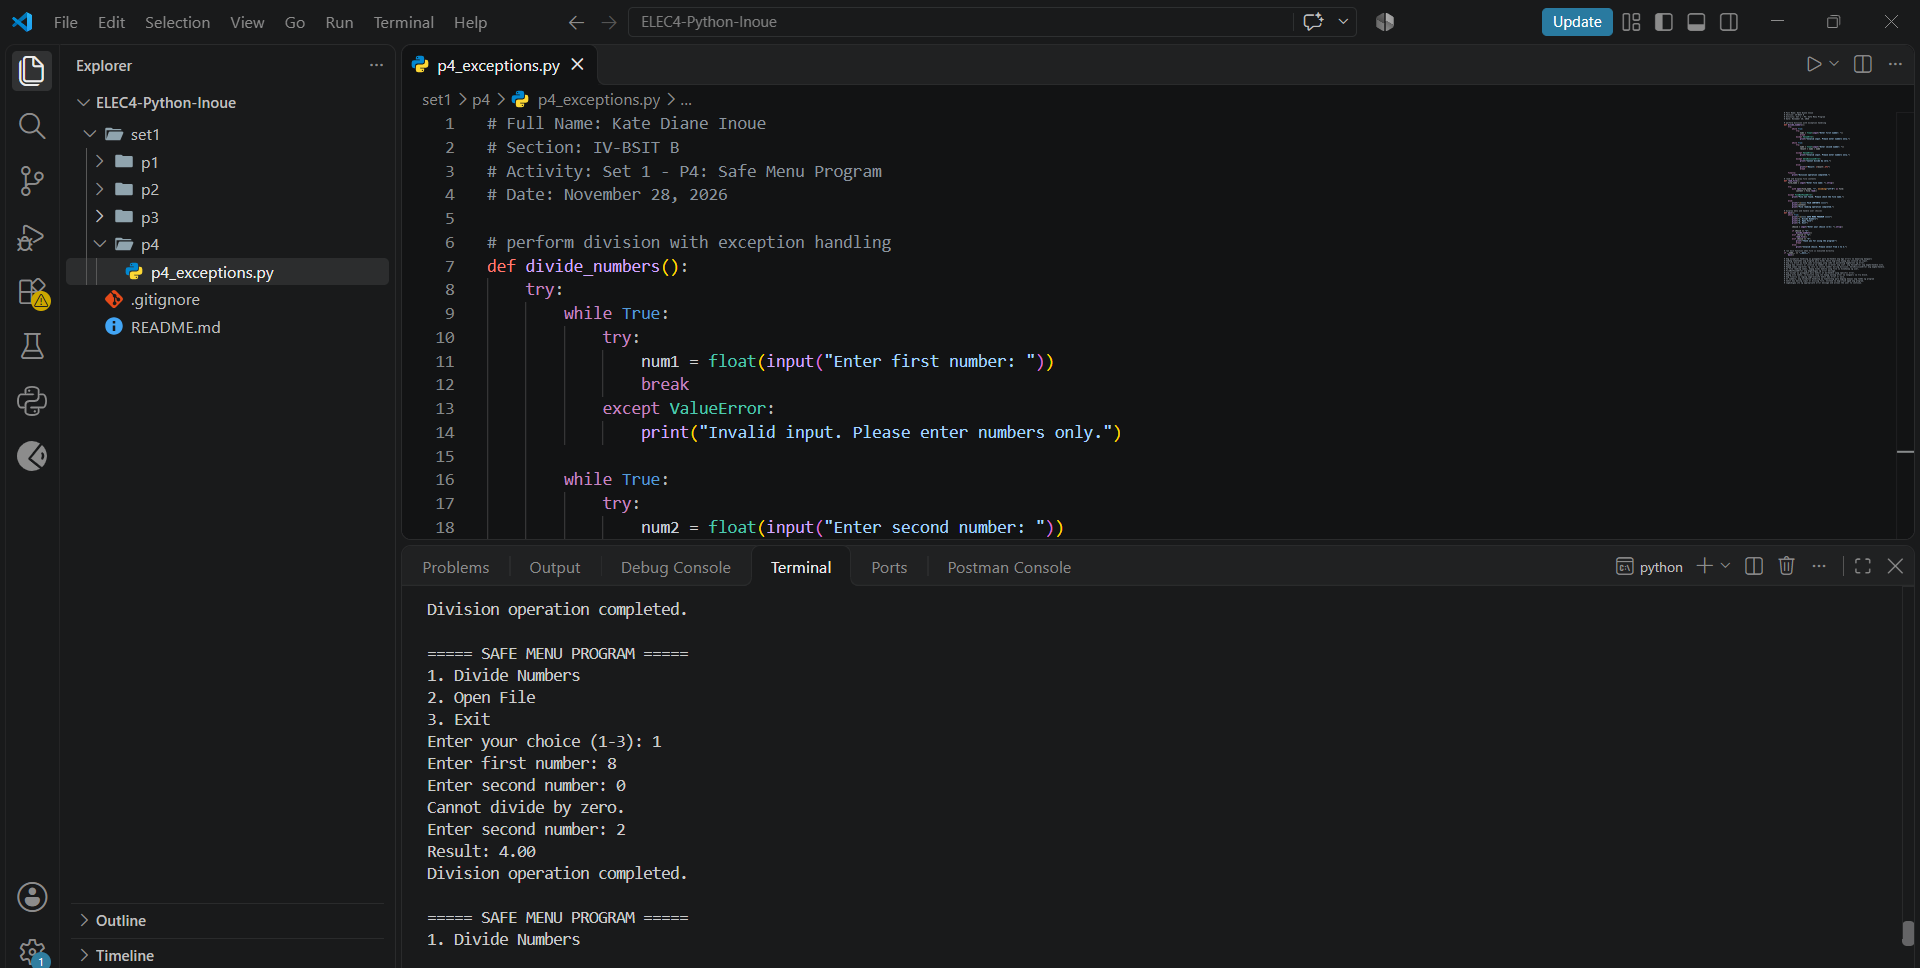 File Edit Selection View Go Run Terminal Help
ELEC4-Python-Inoue
Update
Explorer
ELEC4-Python-Inoue
set1
p1
p2
p3
p4
p4_exceptions.py
.gitignore
README.md
Outline
Timeline
1
p4_exceptions.py
set1 > p4 > p4_exceptions.py > ...
1 # Full Name: Kate Diane Inoue
2 # Section: IV-BSIT B
3 # Activity: Set 1 - P4: Safe Menu Program
4 # Date: November 28, 2026
5
6 # perform division with exception handling
7 def divide_numbers():
8 try:
9 while True:
10 try:
11 num1 = float(input("Enter first number: "))
12 break
13 except ValueError:
14 print("Invalid input. Please enter numbers only.")
15
16 while True:
17 try:
18 num2 = float(input("Enter second number: "))
Problems Output Debug Console Terminal Ports Postman Console
python
Division operation completed.
===== SAFE MENU PROGRAM =====
1. Divide Numbers
2. Open File
3. Exit
Enter your choice (1-3): 1
Enter first number: 8
Enter second number: 0
Cannot divide by zero.
Enter second number: 2
Result: 4.00
Division operation completed.
===== SAFE MENU PROGRAM =====
1. Divide Numbers